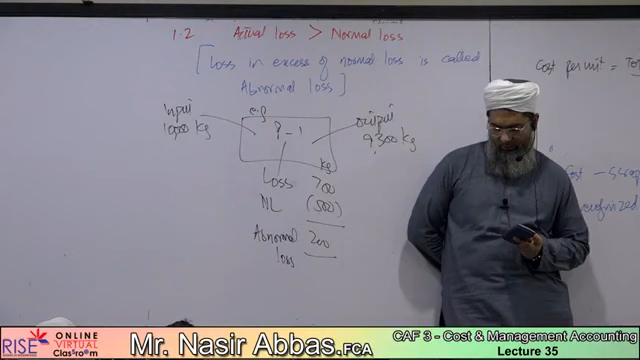 1.2 Actual loss > Normal loss
[Loss in excess of normal loss is called
Abnormal loss]
Cost per unit =
e.g
Input
10,000 kg
P-1
Output
9,300 kg
kg
Loss 700
NL (500)
Abnormal 200
loss
RISE
ONLINE
VIRTUAL
Classroom
Mr. Nasir Abbas.FCA
CAF 3 - Cost & Management Accounting
Lecture 35